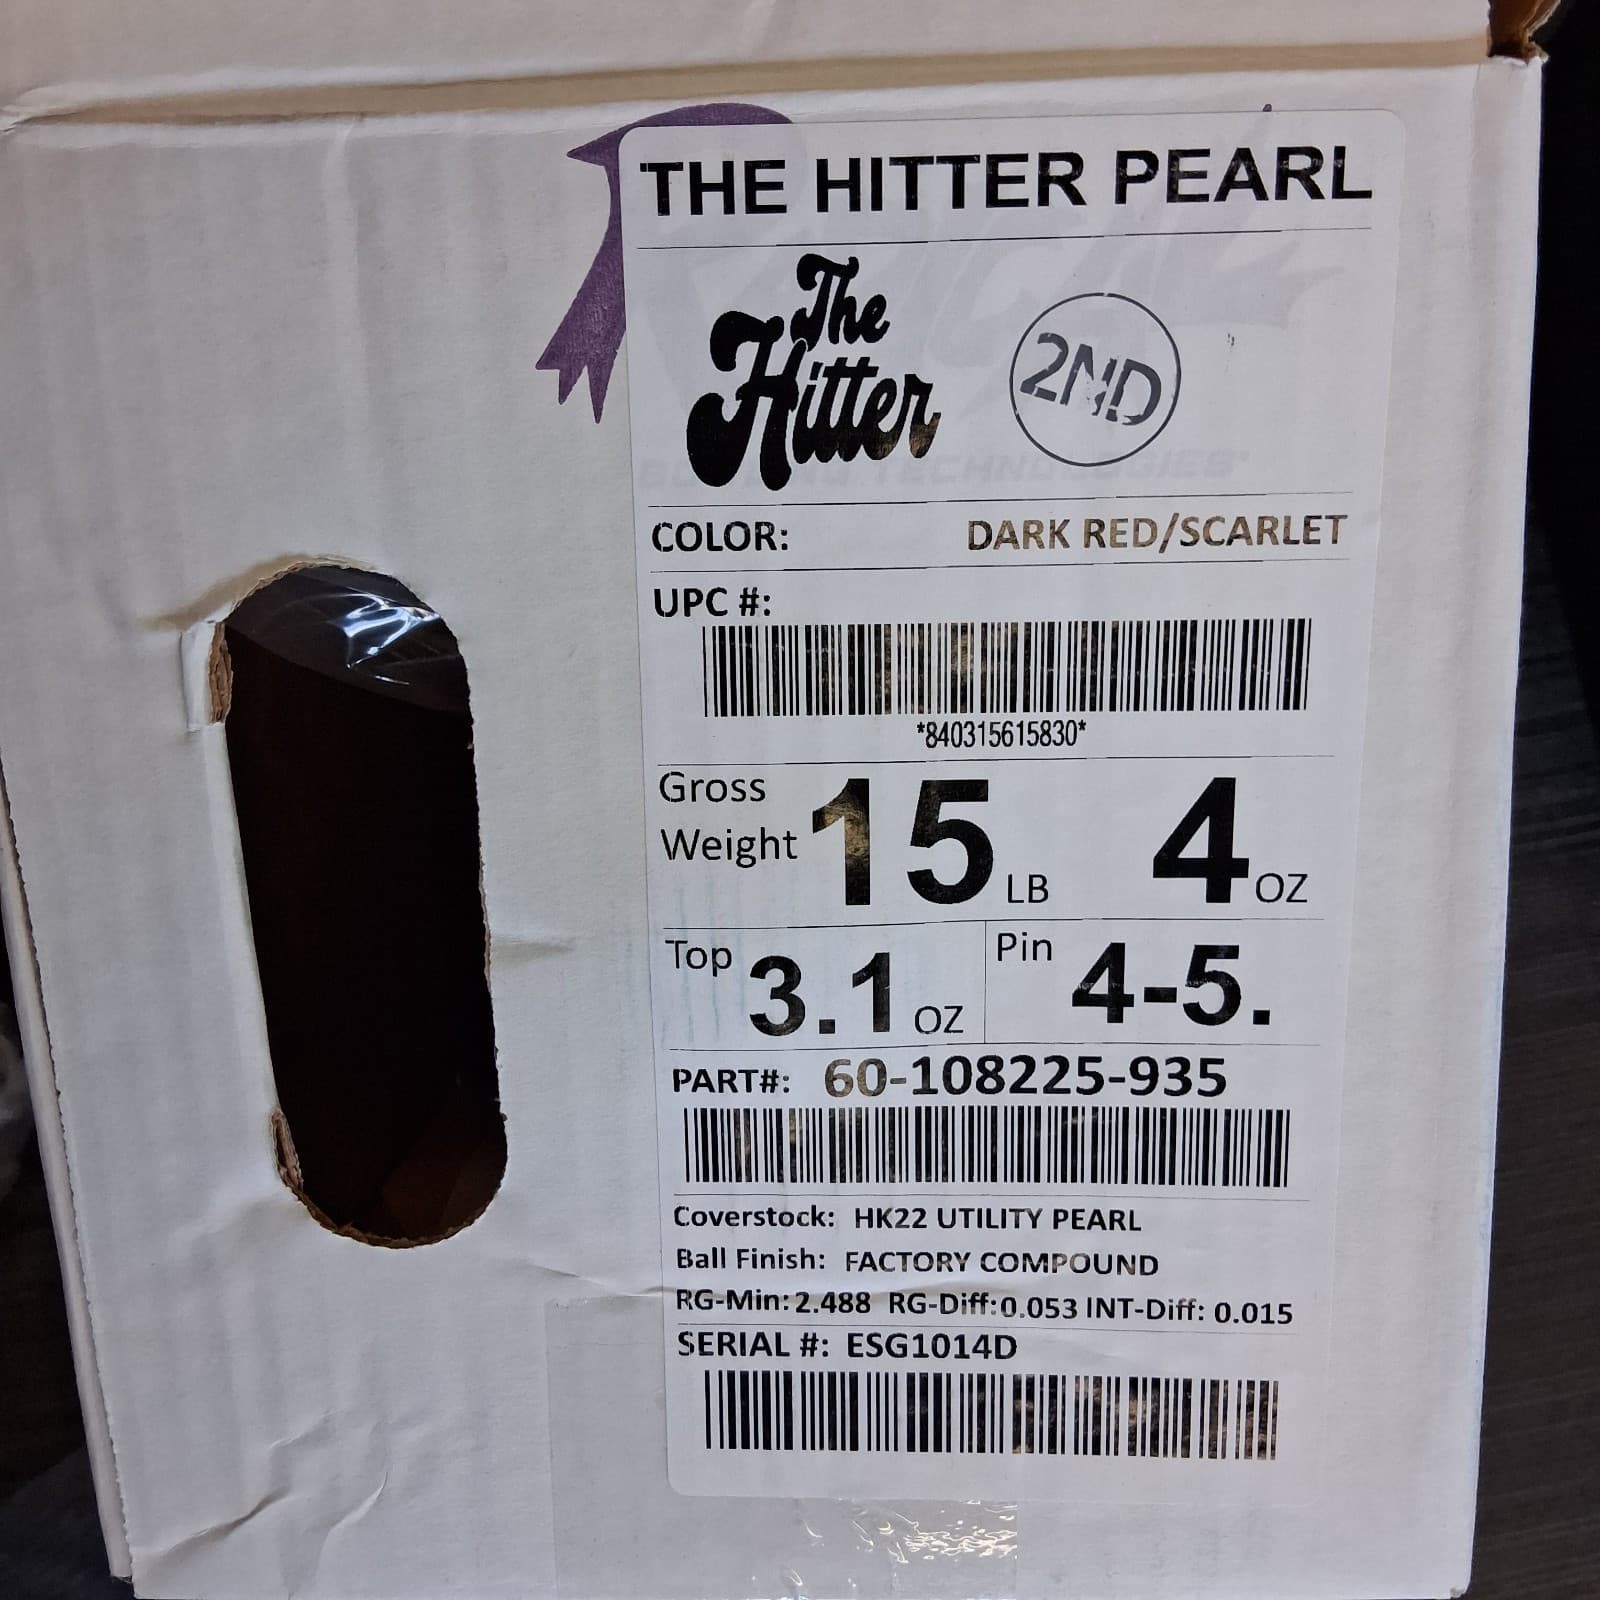 THE HITTER PEARL
The
Hitter
2ND
BOWLING TECHNOLOGIES
COLOR: DARK RED/SCARLET
UPC #:
*840315615830*
Gross Weight 15 LB 4 OZ
Top 3.1 OZ Pin 4-5.
PART#: 60-108225-935
Coverstock: HK22 UTILITY PEARL
Ball Finish: FACTORY COMPOUND
RG-Min: 2.488 RG-Diff: 0.053 INT-Diff: 0.015
SERIAL #: ESG1014D